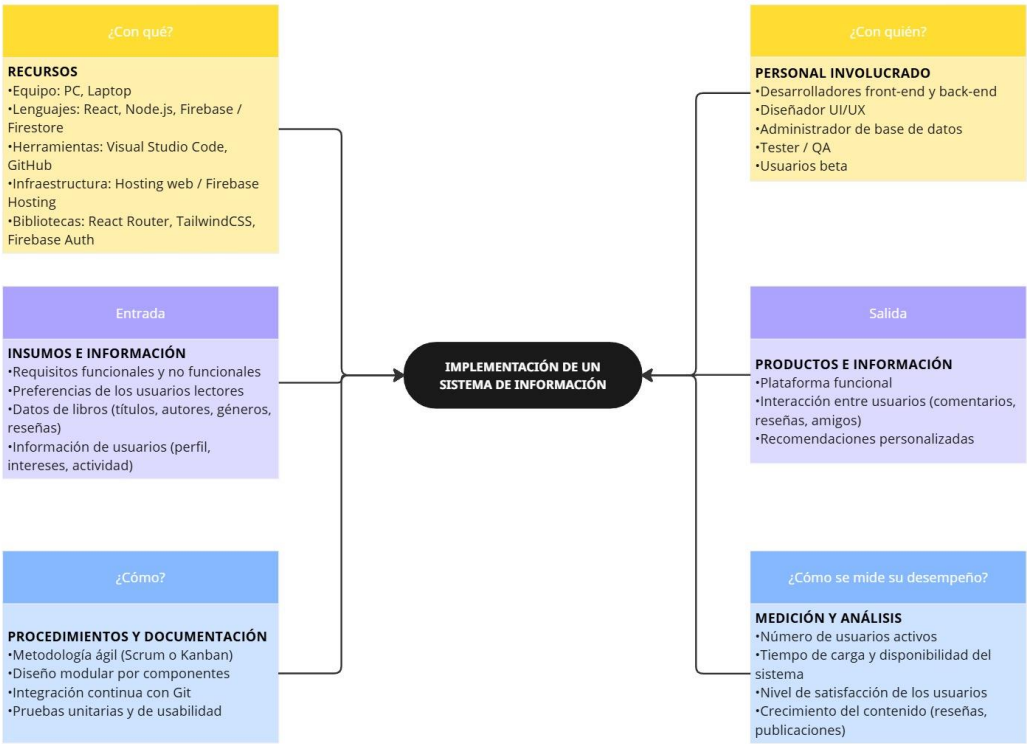 ¿Con qué?
RECURSOS
•Equipo: PC, Laptop
•Lenguajes: React, Node.js, Firebase /
Firestore
•Herramientas: Visual Studio Code,
GitHub
•Infraestructura: Hosting web / Firebase
Hosting
•Bibliotecas: React Router, TailwindCSS,
Firebase Auth
Entrada
INSUMOS E INFORMACIÓN
•Requisitos funcionales y no funcionales
•Preferencias de los usuarios lectores
•Datos de libros (títulos, autores, géneros,
reseñas)
•Información de usuarios (perfil,
intereses, actividad)
¿Cómo?
PROCEDIMIENTOS Y DOCUMENTACIÓN
•Metodología ágil (Scrum o Kanban)
•Diseño modular por componentes
•Integración continua con Git
•Pruebas unitarias y de usabilidad
IMPLEMENTACIÓN DE UN
SISTEMA DE INFORMACIÓN
¿Con quién?
PERSONAL INVOLUCRADO
•Desarrolladores front-end y back-end
•Diseñador UI/UX
•Administrador de base de datos
•Tester / QA
•Usuarios beta
Salida
PRODUCTOS E INFORMACIÓN
•Plataforma funcional
•Interacción entre usuarios (comentarios,
reseñas, amigos)
•Recomendaciones personalizadas
¿Cómo se mide su desempeño?
MEDICIÓN Y ANÁLISIS
•Número de usuarios activos
•Tiempo de carga y disponibilidad del
sistema
•Nivel de satisfacción de los usuarios
•Crecimiento del contenido (reseñas,
publicaciones)